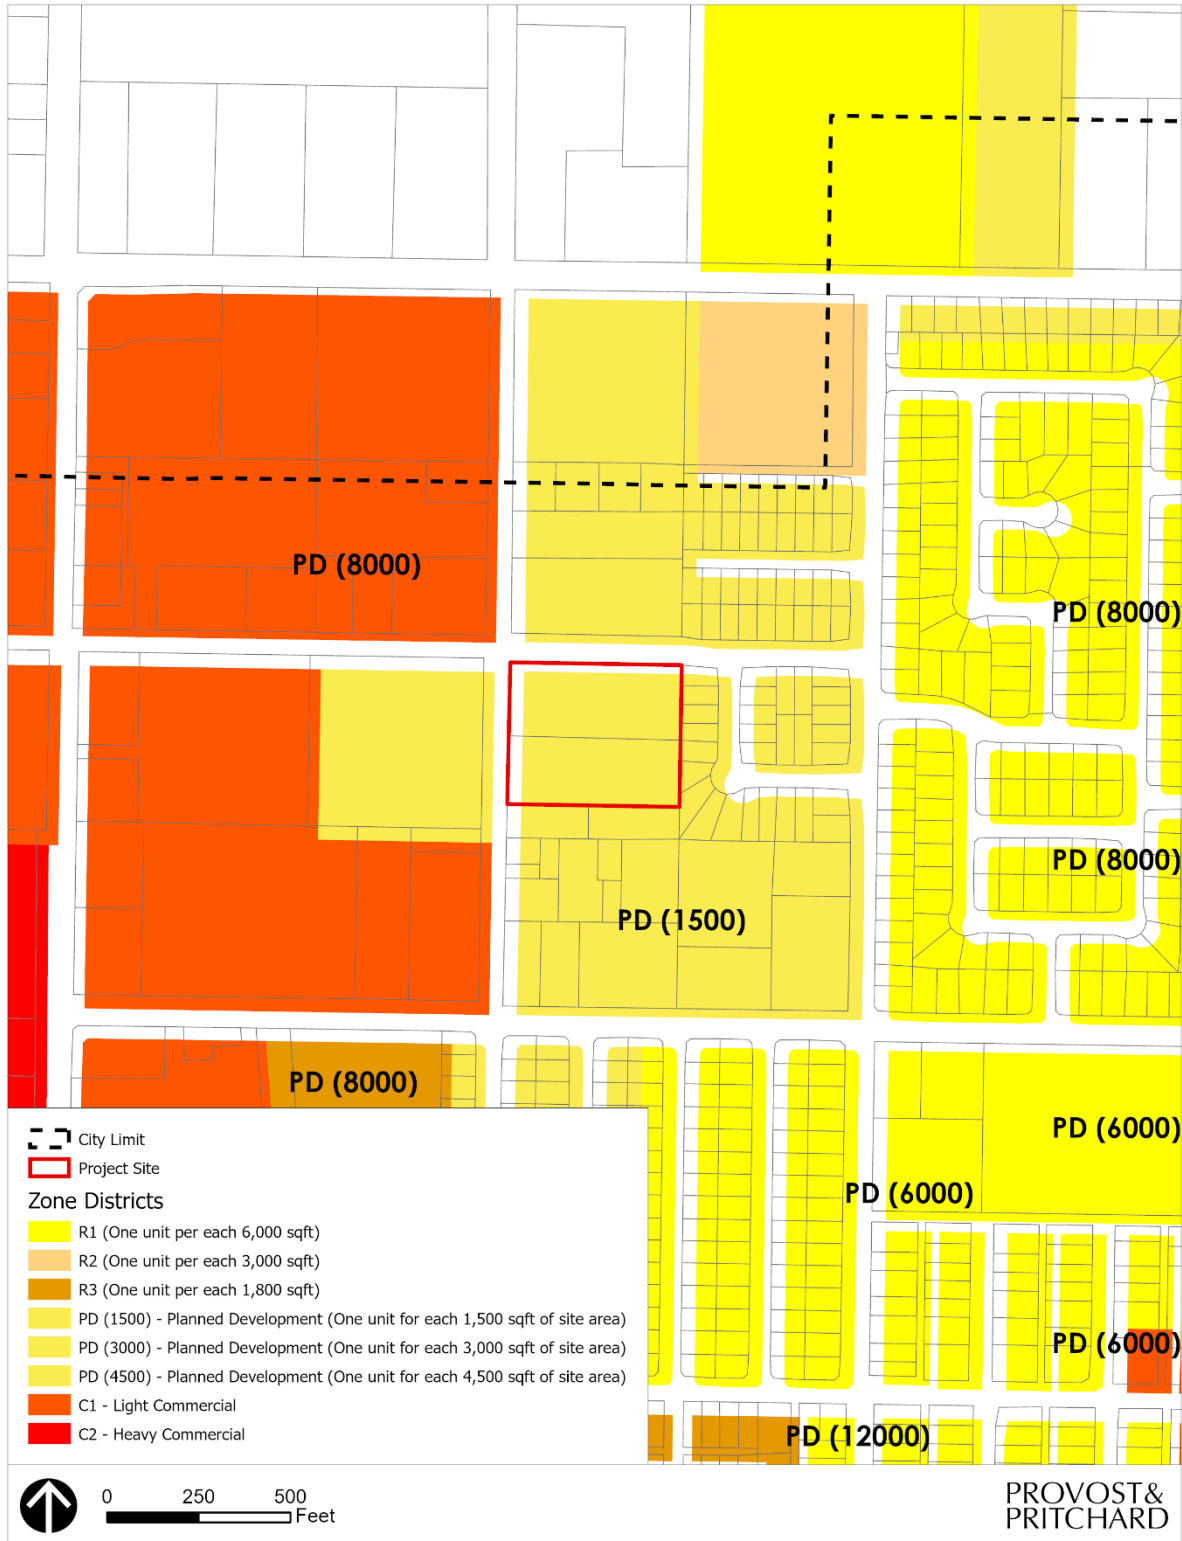 PD (8000)
PD (8000)
PD (8000)
PD (1500)
PD (8000)
PD (6000)
PD (6000)
PD (6000)
PD (12000)
City Limit
Project Site
Zone Districts
R1 (One unit per each 6,000 sqft)
R2 (One unit per each 3,000 sqft)
R3 (One unit per each 1,800 sqft)
PD (1500) - Planned Development (One unit for each 1,500 sqft of site area)
PD (3000) - Planned Development (One unit for each 3,000 sqft of site area)
PD (4500) - Planned Development (One unit for each 4,500 sqft of site area)
C1 - Light Commercial
C2 - Heavy Commercial
0 250 500
Feet
PROVOST&
PRITCHARD